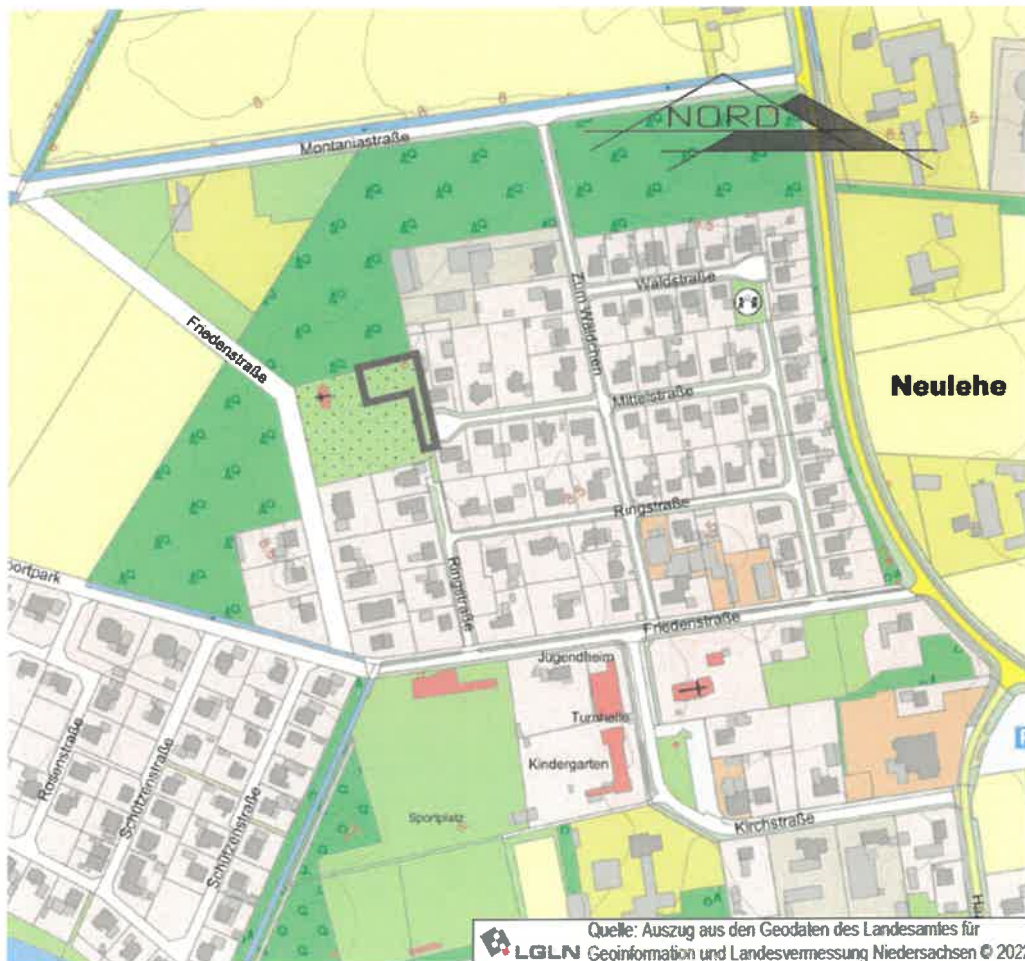 NORD
Montaniastraße
Waldstraße
Zum Wäldchen
Friedenstraße
Neulehe
Mittelstraße
Ringstraße
Ringstraße
Friedenstraße
Jugendheim
Turnhalle
Kindergarten
Sportplatz
Kirchstraße
Rosenstraße
Schützenstraße
Schützenstraße
LGLN
Quelle: Auszug aus den Geodaten des Landesamtes für
Geoinformation und Landesvermessung Niedersachsen ©